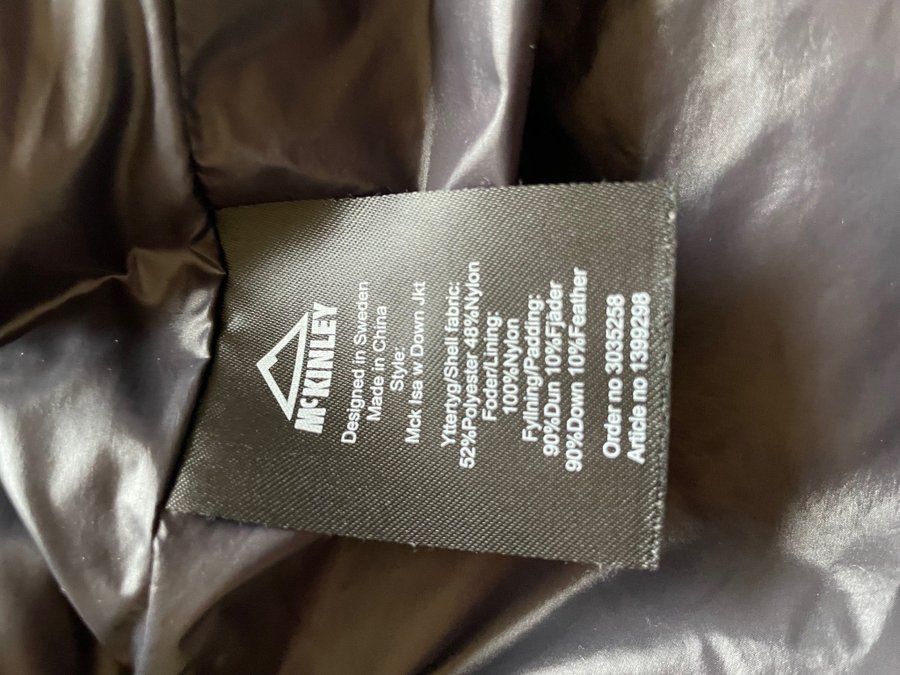 McKINLEY
Designed in Sweden
Made in China
Style:
Mck Isa w Down Jkt
Yttertyg/Shell fabric:
52%Polyester 48%Nylon
Foder/Lining:
100%Nylon
Fyllning/Padding:
90%Dun 10%Fjäder
90%Down 10%Feather
Order no 3035258
Article no 1399298